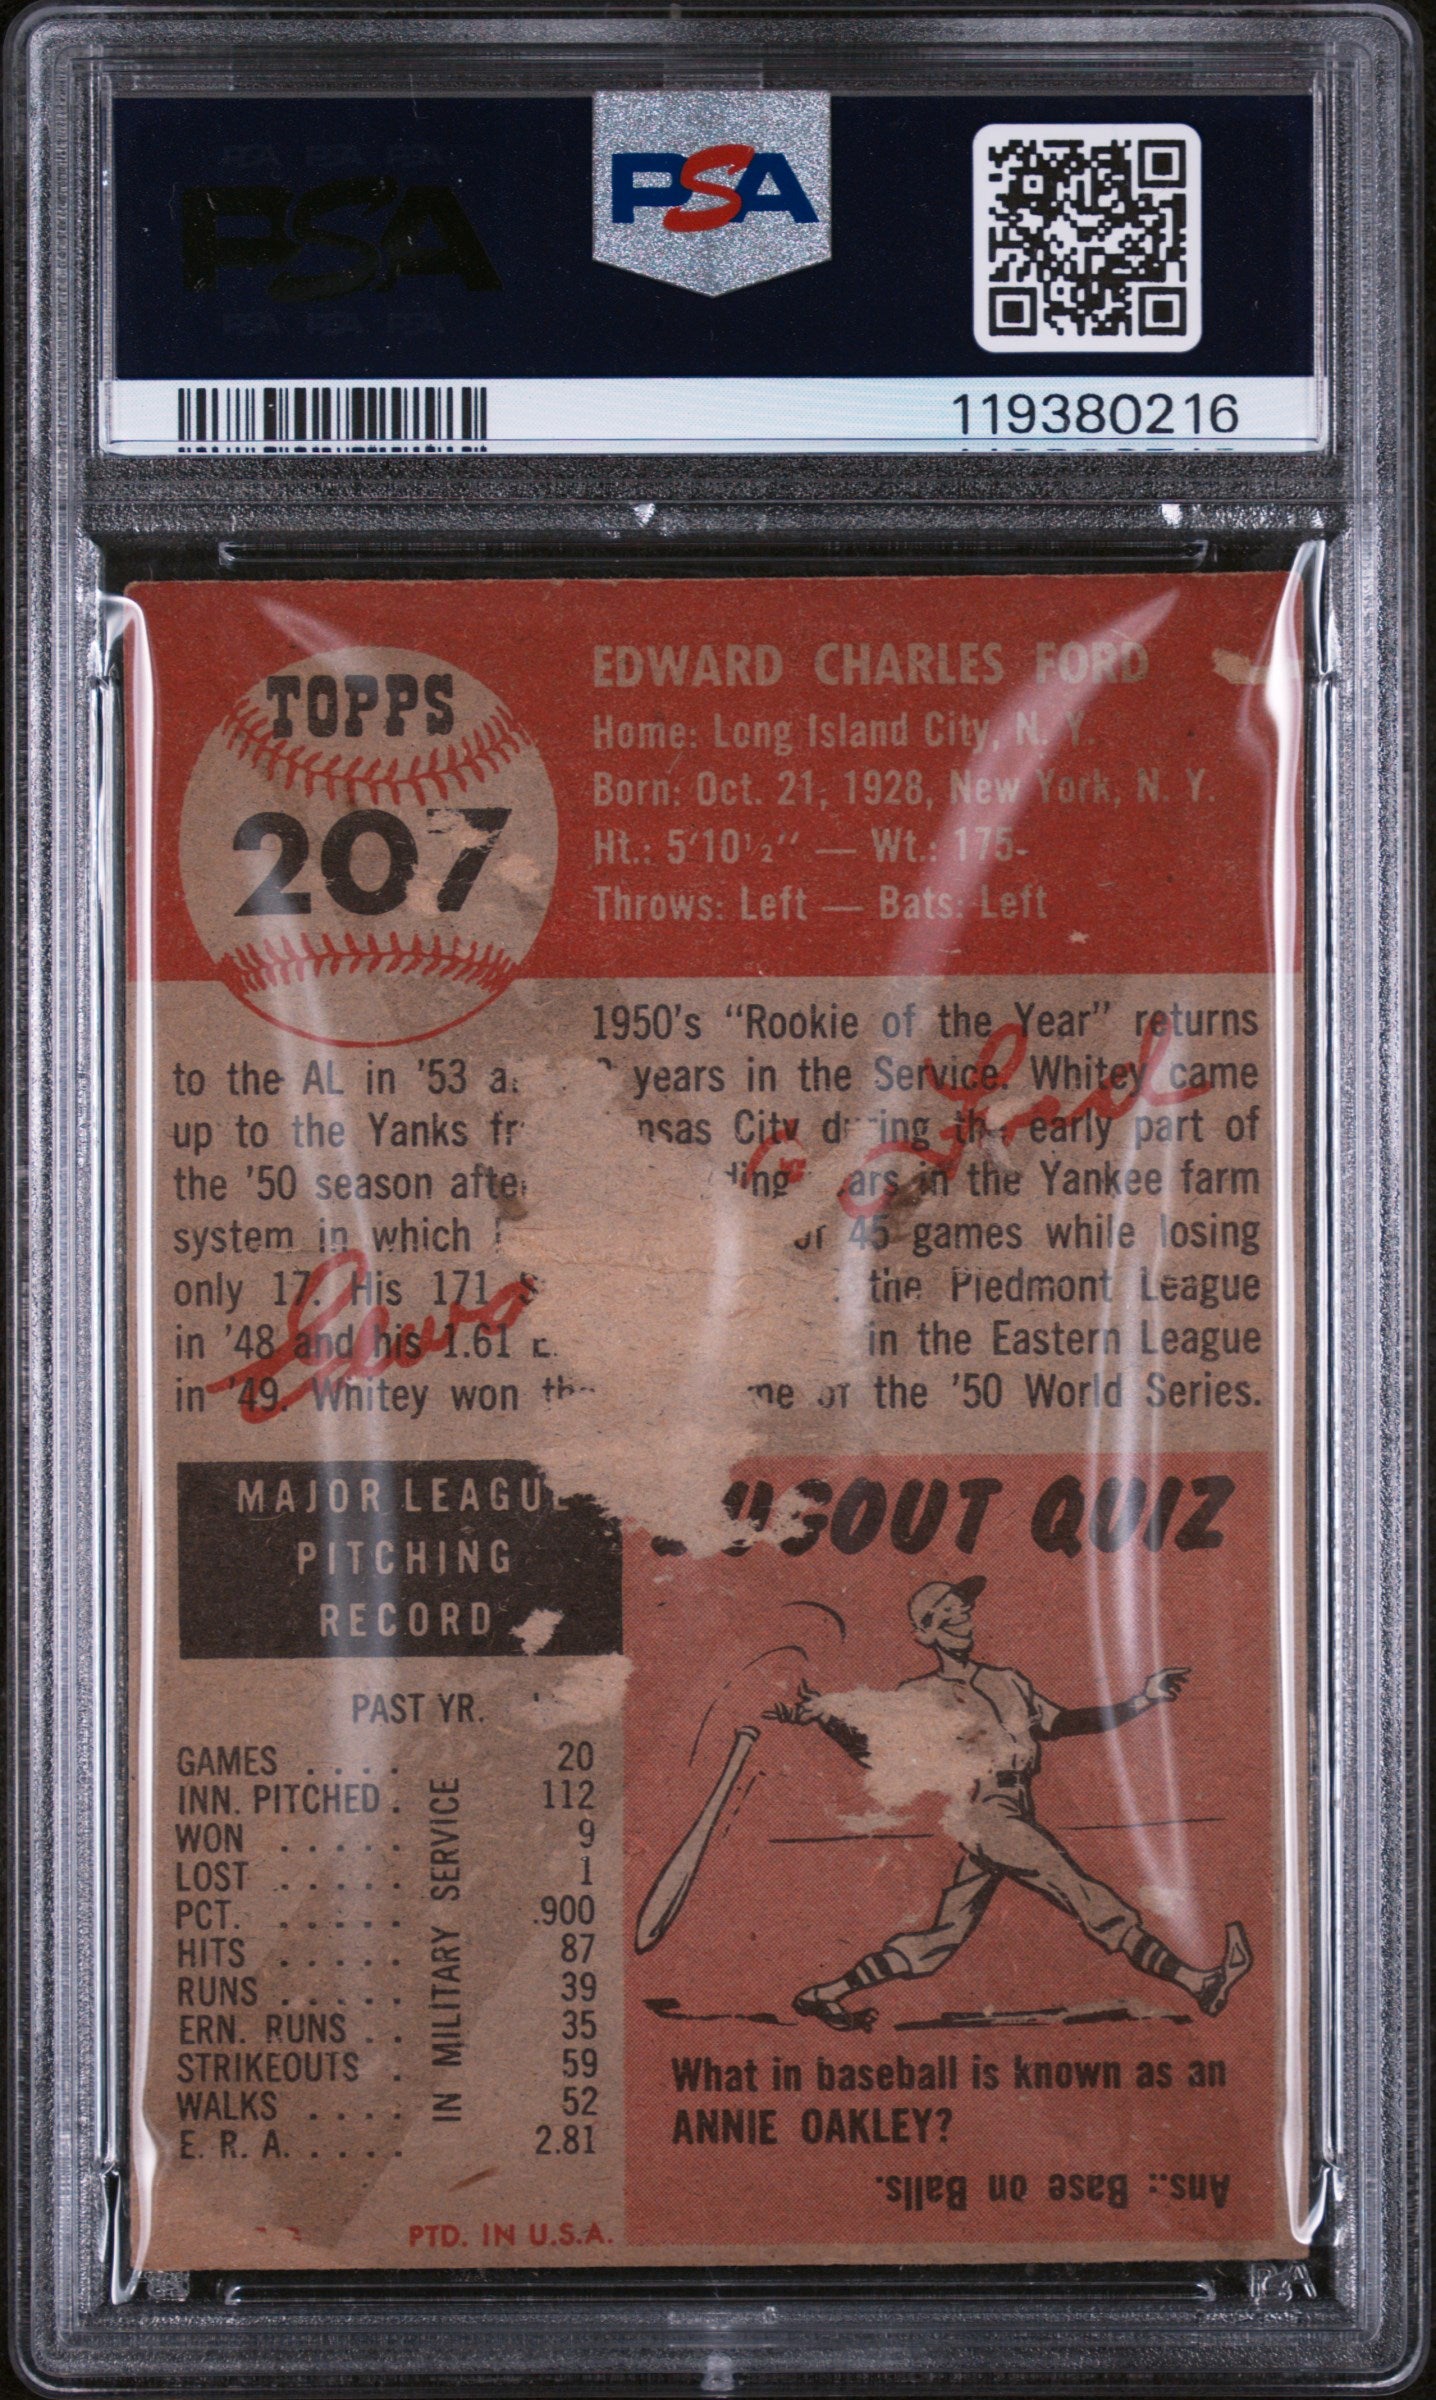 PSA
119380216
TOPPS
207
EDWARD CHARLES FORD
Home: Long Island City, N. Y.
Born: Oct. 21, 1928, New York, N. Y.
Ht.: 5'10½" — Wt.: 175-
Throws: Left — Bats: Left
1950's "Rookie of the Year" returns
to the AL in '53 years in the Service. Whitey came
up to the Yanks City during the early part of
the '50 season in the Yankee farm
system in which 45 games while losing
only 17. His 171 the Piedmont League
in '48 and his 1.61 in the Eastern League
in '49. Whitey won the '50 World Series.
Ford
MAJOR LEAGUE
PITCHING
RECORD
PAST YR.
GAMES .... 20
INN. PITCHED . 112
WON ..... 9
LOST ..... 1
PCT. ..... .900
HITS ..... 87
RUNS ..... 39
ERN. RUNS .. 35
STRIKEOUTS . 59
WALKS .... 52
E. R. A. .... 2.81
IN MILITARY SERVICE
PTD. IN U.S.A.
QUIZ
What in baseball is known as an
ANNIE OAKLEY?
Ans.: Base on Balls.